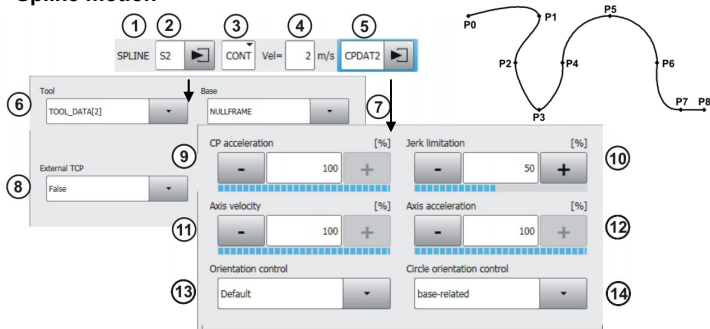 ① ② ③ ④ ⑤
SPLINE S2 CONT Vel= 2 m/s CPDAT2
P0 P1 P5
P2 P4 P6
P3 P7 P8
Tool Base
⑥ TOOL_DATA[2] NULLFRAME ⑦
External TCP
⑧ False
CP acceleration [%] Jerk limitation [%]
⑨ - 100 + - 50 + ⑩
Axis velocity [%] Axis acceleration [%]
⑪ - 100 + - 100 + ⑫
Orientation control Circle orientation control
⑬ Default base-related ⑭